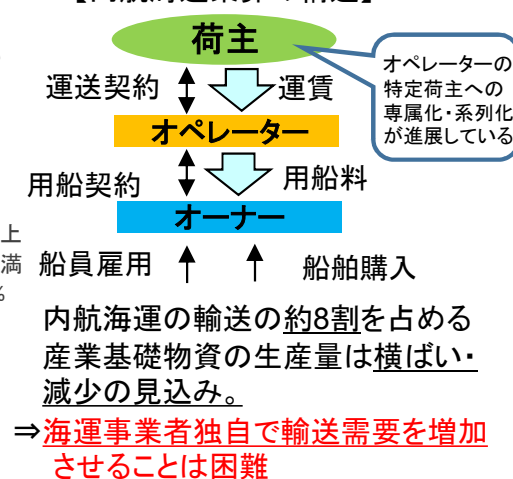 荷主
オペレーターの
特定荷主への
専属化・系列化
が進展している
運送契約 運賃
オペレーター
用船契約 用船料
オーナー
上
満
%
船員雇用 船舶購入
内航海運の輸送の約8割を占める
産業基礎物資の生産量は横ばい・
減少の見込み。
⇒海運事業者独自で輸送需要を増加
させることは困難